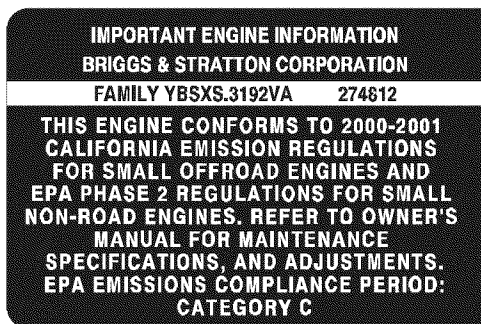 IMPORTANT ENGINE INFORMATION
BRIGGS & STRATTON CORPORATION
FAMILY YBSXS.3192VA 274812
THIS ENGINE CONFORMS TO 2000-2001
CALIFORNIA EMISSION REGULATIONS
FOR SMALL OFFROAD ENGINES AND
EPA PHASE 2 REGULATIONS FOR SMALL
NON-ROAD ENGINES. REFER TO OWNER'S
MANUAL FOR MAINTENANCE
SPECIFICATIONS, AND ADJUSTMENTS.
EPA EMISSIONS COMPLIANCE PERIOD:
CATEGORY C